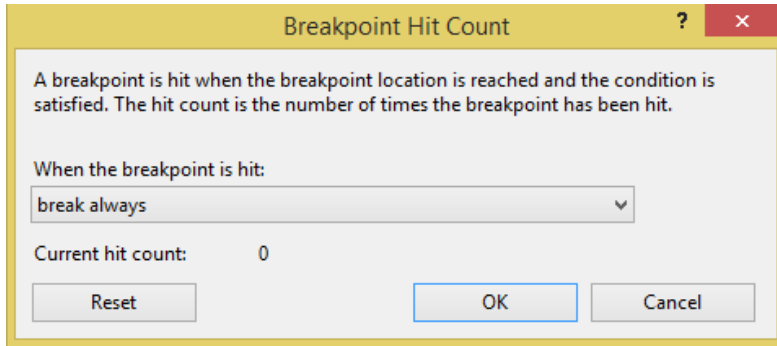 Breakpoint Hit Count
?
A breakpoint is hit when the breakpoint location is reached and the condition is
satisfied. The hit count is the number of times the breakpoint has been hit.
When the breakpoint is hit:
break always
Current hit count: 0
Reset OK Cancel